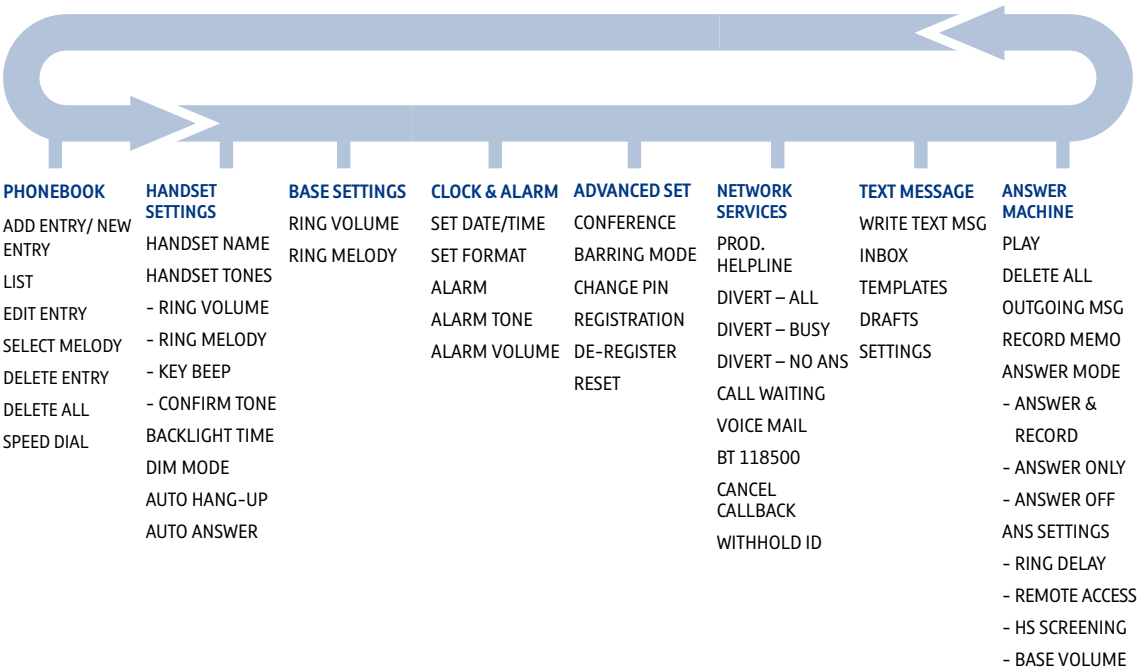 PHONEBOOK
ADD ENTRY/ NEW
ENTRY
LIST
EDIT ENTRY
SELECT MELODY
DELETE ENTRY
DELETE ALL
SPEED DIAL
HANDSET
SETTINGS
HANDSET NAME
HANDSET TONES
- RING VOLUME
- RING MELODY
- KEY BEEP
- CONFIRM TONE
BACKLIGHT TIME
DIM MODE
AUTO HANG-UP
AUTO ANSWER
BASE SETTINGS
RING VOLUME
RING MELODY
CLOCK & ALARM
SET DATE/TIME
SET FORMAT
ALARM
ALARM TONE
ALARM VOLUME
ADVANCED SET
CONFERENCE
BARRING MODE
CHANGE PIN
REGISTRATION
DE-REGISTER
RESET
NETWORK
SERVICES
PROD.
HELPLINE
DIVERT – ALL
DIVERT – BUSY
DIVERT – NO ANS
CALL WAITING
VOICE MAIL
BT 118500
CANCEL
CALLBACK
WITHHOLD ID
TEXT MESSAGE
WRITE TEXT MSG
INBOX
TEMPLATES
DRAFTS
SETTINGS
ANSWER
MACHINE
PLAY
DELETE ALL
OUTGOING MSG
RECORD MEMO
ANSWER MODE
- ANSWER &
RECORD
- ANSWER ONLY
- ANSWER OFF
ANS SETTINGS
- RING DELAY
- REMOTE ACCESS
- HS SCREENING
- BASE VOLUME